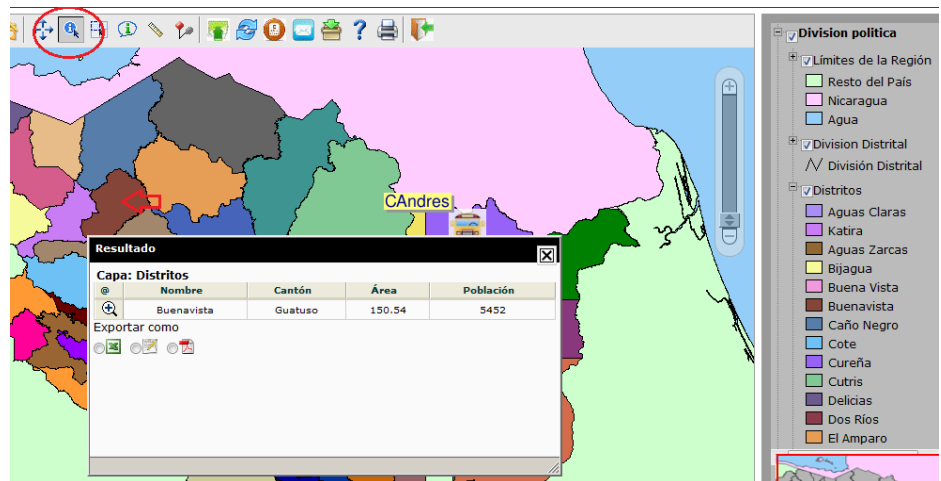 CAndres
Resultado
Capa: Distritos
@ Nombre Cantón Área Población
Buenavista Guatuso 150.54 5452
Exportar como
Division politica
Límites de la Región
Resto del País
Nicaragua
Agua
Division Distrital
División Distrital
Distritos
Aguas Claras
Katira
Aguas Zarcas
Bijagua
Buena Vista
Buenavista
Caño Negro
Cote
Cureña
Cutris
Delicias
Dos Ríos
El Amparo